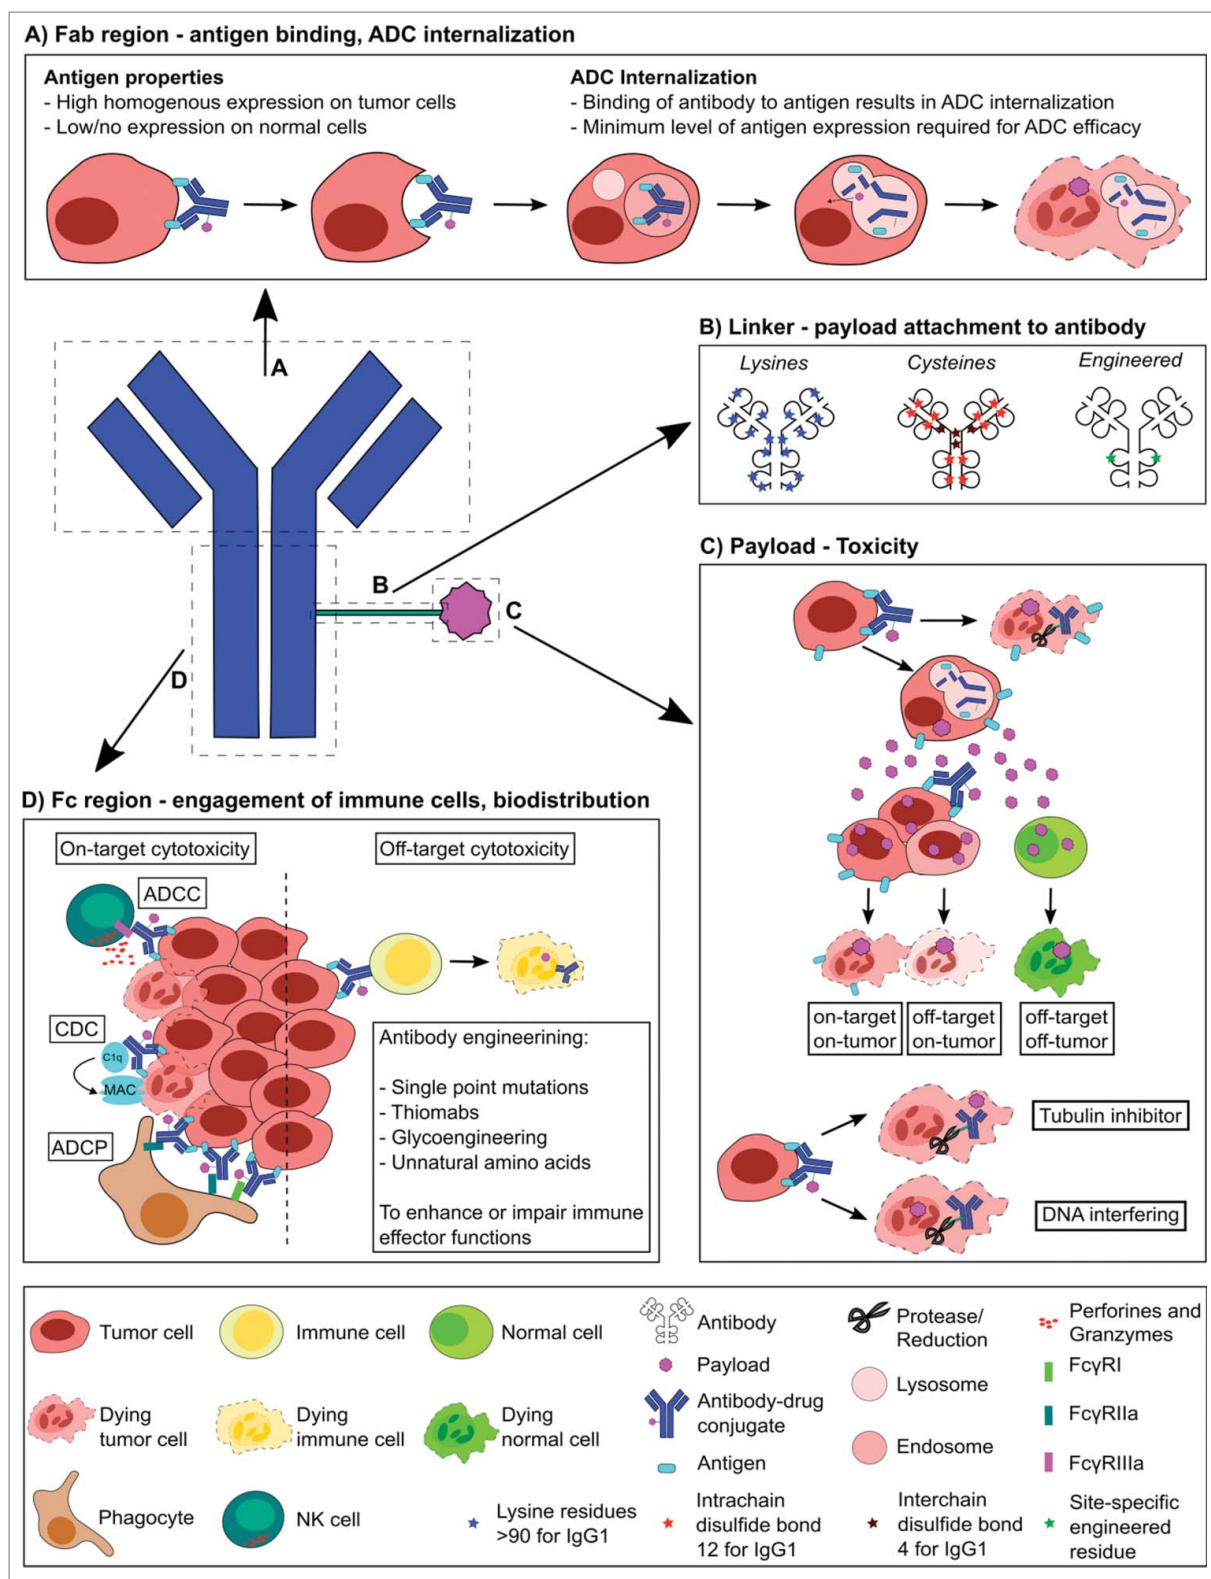 A) Fab region - antigen binding, ADC internalization
Antigen properties
- High homogenous expression on tumor cells
- Low/no expression on normal cells
ADC Internalization
- Binding of antibody to antigen results in ADC internalization
- Minimum level of antigen expression required for ADC efficacy
A
B
C
D
B) Linker - payload attachment to antibody
Lysines
Cysteines
Engineered
C) Payload - Toxicity
on-target
on-tumor
off-target
on-tumor
off-target
off-tumor
Tubulin inhibitor
DNA interfering
D) Fc region - engagement of immune cells, biodistribution
On-target cytotoxicity
Off-target cytotoxicity
ADCC
CDC
C1q
MAC
ADCP
Antibody engineerining:
- Single point mutations
- Thiomabs
- Glycoengineering
- Unnatural amino acids
To enhance or impair immune
effector functions
Tumor cell
Immune cell
Normal cell
Dying
tumor cell
Dying
immune cell
Dying
normal cell
Phagocyte
NK cell
Lysine residues
>90 for IgG1
Antibody
Payload
Antibody-drug
conjugate
Antigen
Intrachain
disulfide bond
12 for IgG1
Protease/
Reduction
Lysosome
Endosome
Interchain
disulfide bond
4 for IgG1
Perforines and
Granzymes
FcγRI
FcγRIIa
FcγRIIIa
Site-specific
engineered
residue